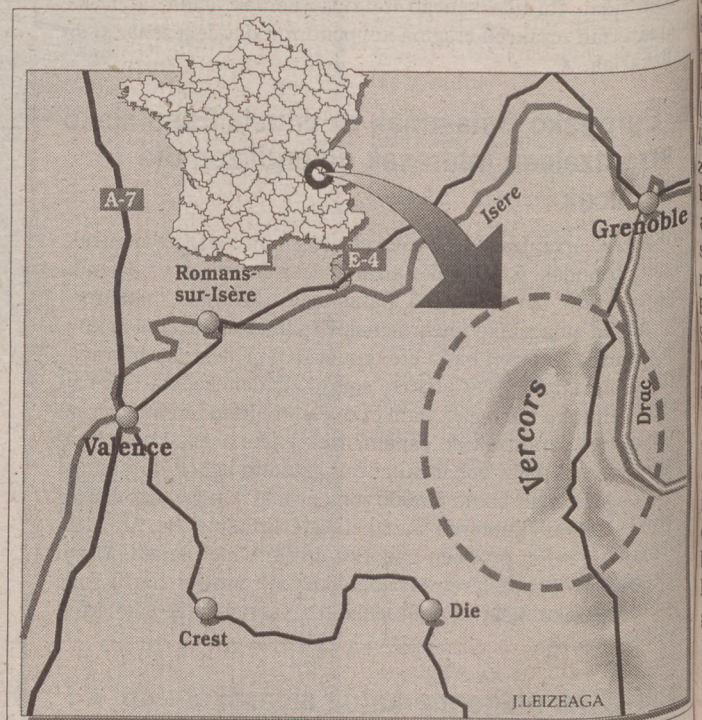 A-7
Isère
Grenoble
E-4
Romans-
sur-Isère
Vercors
Drac
Valence
Die
Crest
J.LEIZEAGA